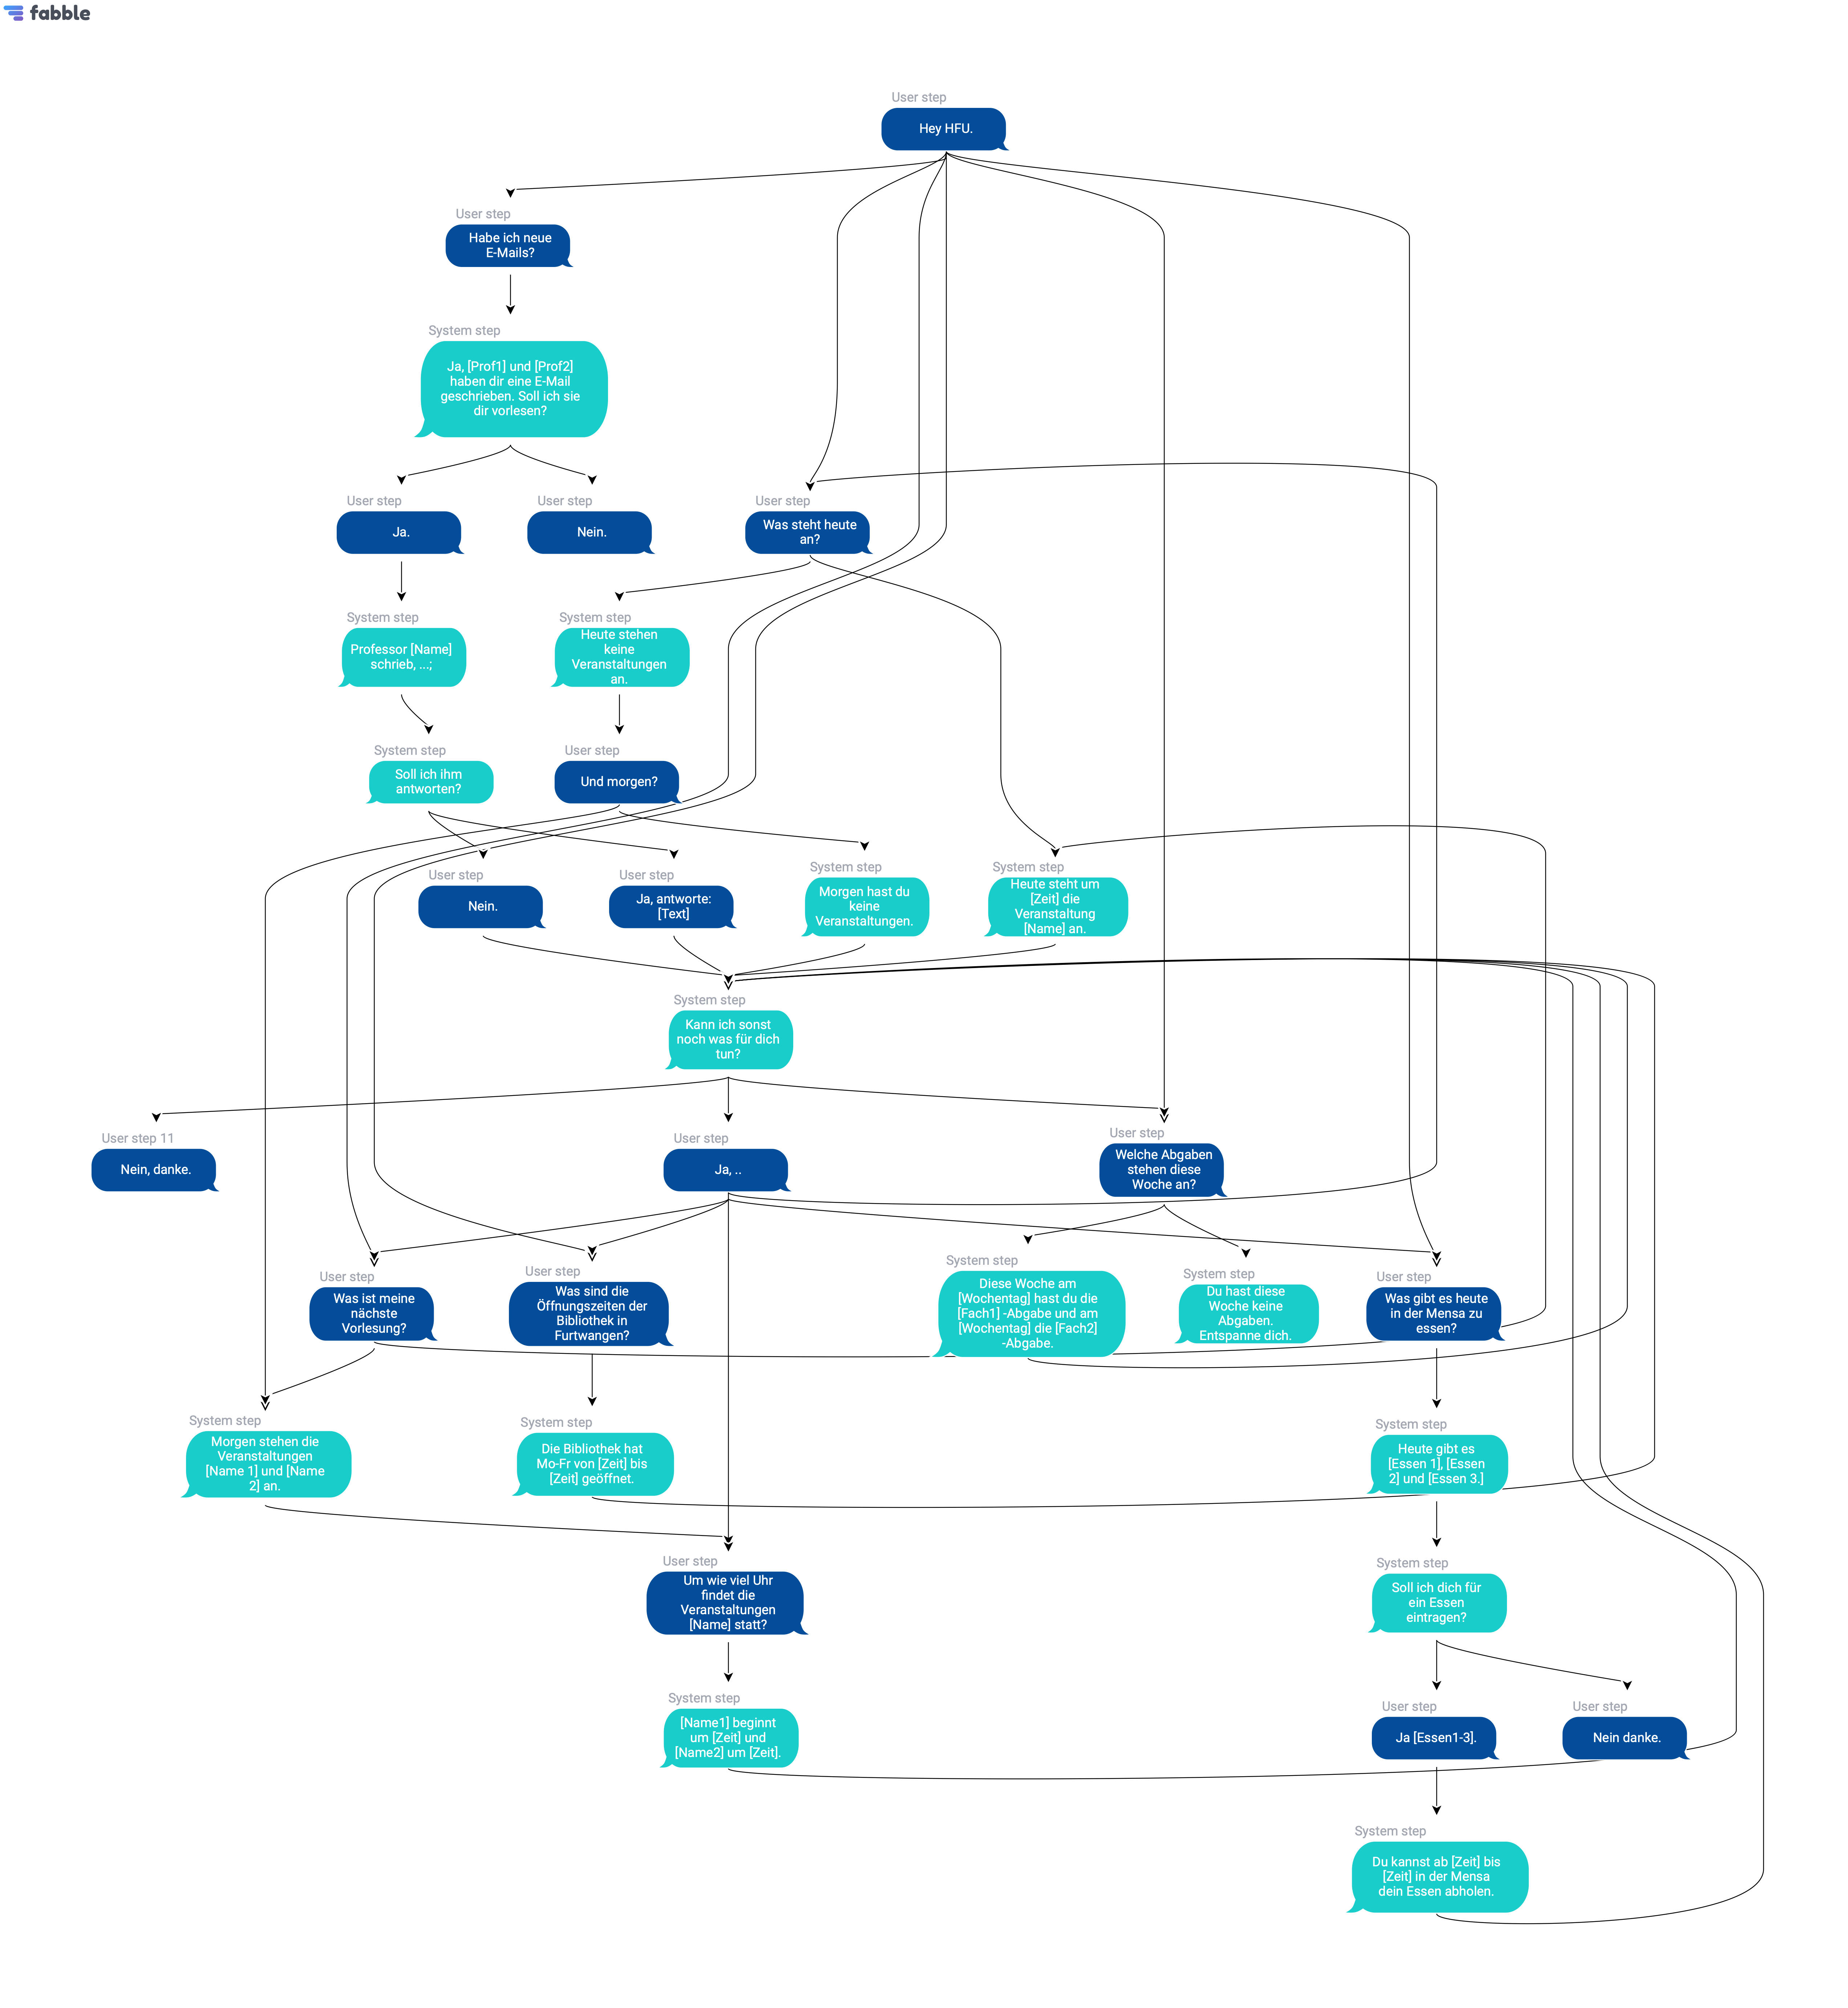 fabble
User step
Hey HFU.
User step
Habe ich neue
E-Mails?
System step
Ja, [Prof1] und [Prof2]
haben dir eine E-Mail
geschrieben. Soll ich sie
dir vorlesen?
User step
Ja.
User step
Nein.
User step
Was steht heute
an?
System step
Professor [Name]
schrieb, ...;
System step
Heute stehen
keine
Veranstaltungen
an.
System step
Soll ich ihm
antworten?
User step
Und morgen?
User step
Nein.
User step
Ja, antworte:
[Text]
System step
Morgen hast du
keine
Veranstaltungen.
System step
Heute steht um
[Zeit] die
Veranstaltung
[Name] an.
System step
Kann ich sonst
noch was für dich
tun?
User step 11
Nein, danke.
User step
Ja, ..
User step
Welche Abgaben
stehen diese
Woche an?
User step
Was ist meine
nächste
Vorlesung?
User step
Was sind die
Öffnungszeiten der
Bibliothek in
Furtwangen?
System step
Diese Woche am
[Wochentag] hast du die
[Fach1] -Abgabe und am
[Wochentag] die [Fach2]
-Abgabe.
System step
Du hast diese
Woche keine
Abgaben.
Entspanne dich.
User step
Was gibt es heute
in der Mensa zu
essen?
System step
Morgen stehen die
Veranstaltungen
[Name 1] und [Name
2] an.
System step
Die Bibliothek hat
Mo-Fr von [Zeit] bis
[Zeit] geöffnet.
System step
Heute gibt es
[Essen 1], [Essen
2] und [Essen 3.]
User step
Um wie viel Uhr
findet die
Veranstaltungen
[Name] statt?
System step
Soll ich dich für
ein Essen
eintragen?
System step
[Name1] beginnt
um [Zeit] und
[Name2] um [Zeit].
User step
Ja [Essen1-3].
User step
Nein danke.
System step
Du kannst ab [Zeit] bis
[Zeit] in der Mensa
dein Essen abholen.